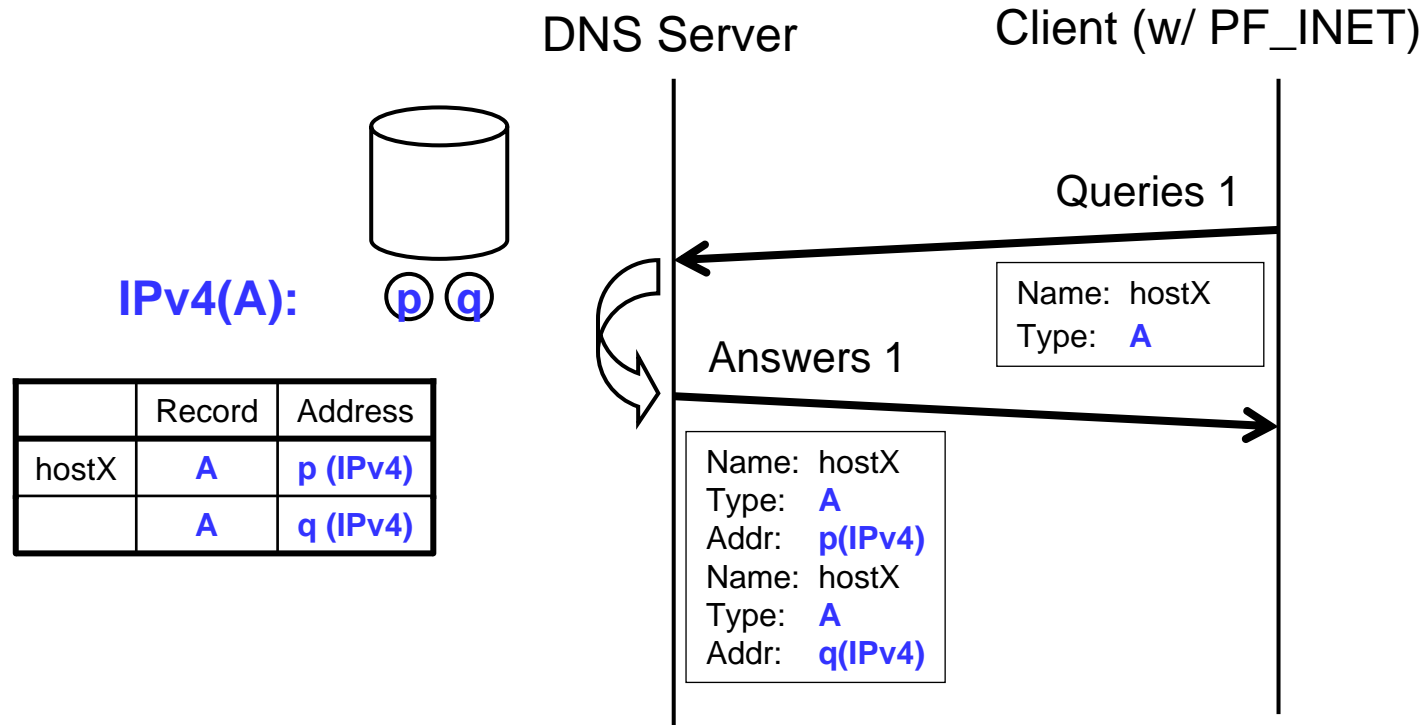 DNS Server
Client (w/ PF_INET)
Queries 1
Name: hostX
Type: A
IPv4(A): p q
Answers 1
Record Address
hostX A p (IPv4)
A q (IPv4)
Name: hostX
Type: A
Addr: p(IPv4)
Name: hostX
Type: A
Addr: q(IPv4)